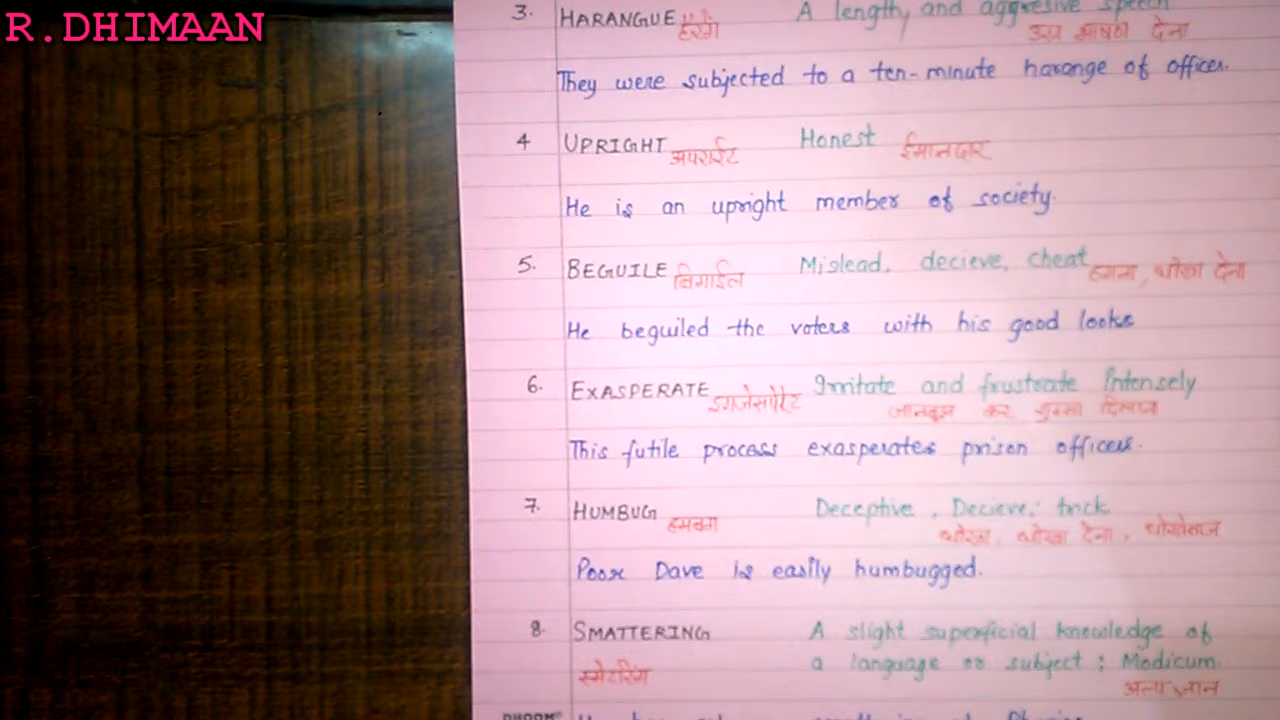 R.DHIMAAN
3. HARANGUE हैरंग A length, and aggresive speech
उग्र भाषण देना
They were subjected to a ten-minute harange of officer.
4 UPRIGHT अपराईट Honest ईमानदार
He is an upright member of society.
5. BEGUILE बिगाईल Mislead, decieve, cheat ठगना, धोखा देना
He beguiled the voters with his good looks
6. EXASPERATE इगजेसपेरेट Irritate and frustrate Intensely
जानबूझ कर गुस्सा दिलाना
This futile process exasperates prison officers.
7. HUMBUG हमबग Deceptive, Decieve; trick
धोखा, धोखा देना, धोखेबाज
Poor Dave is easily humbugged.
8. SMATTERING A slight superficial knowledge of
स्मेटरिंग a language or subject; Modicum
अल्प ज्ञान